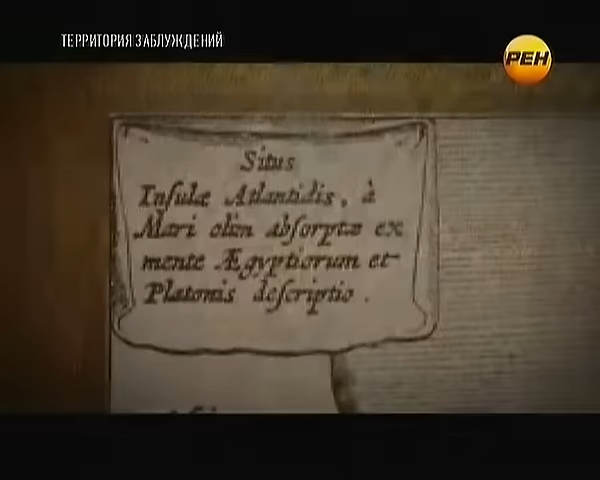 ТЕРРИТОРИЯ ЗАБЛУЖДЕНИЙ
РЕН
Situs
Insulæ Atlantidis, à
Mari olim absorptæ ex
mente Ægyptiorum et
Platonis descriptio.